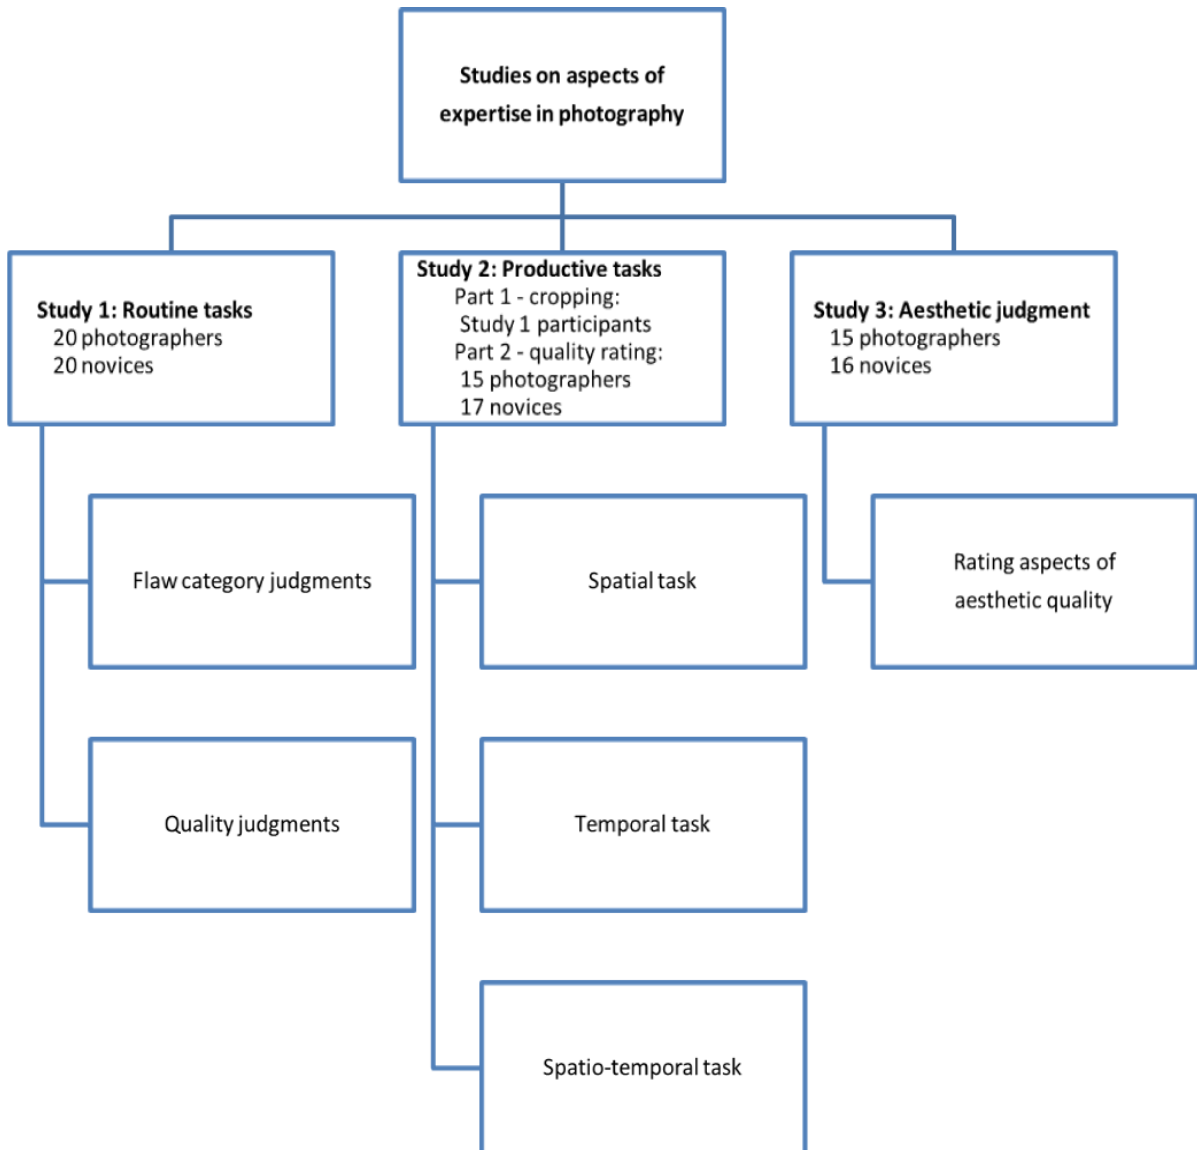 Studies on aspects of
expertise in photography
Study 1: Routine tasks
20 photographers
20 novices
Study 2: Productive tasks
Part 1 - cropping:
Study 1 participants
Part 2 - quality rating:
15 photographers
17 novices
Study 3: Aesthetic judgment
15 photographers
16 novices
Flaw category judgments
Spatial task
Rating aspects of
aesthetic quality
Quality judgments
Temporal task
Spatio-temporal task